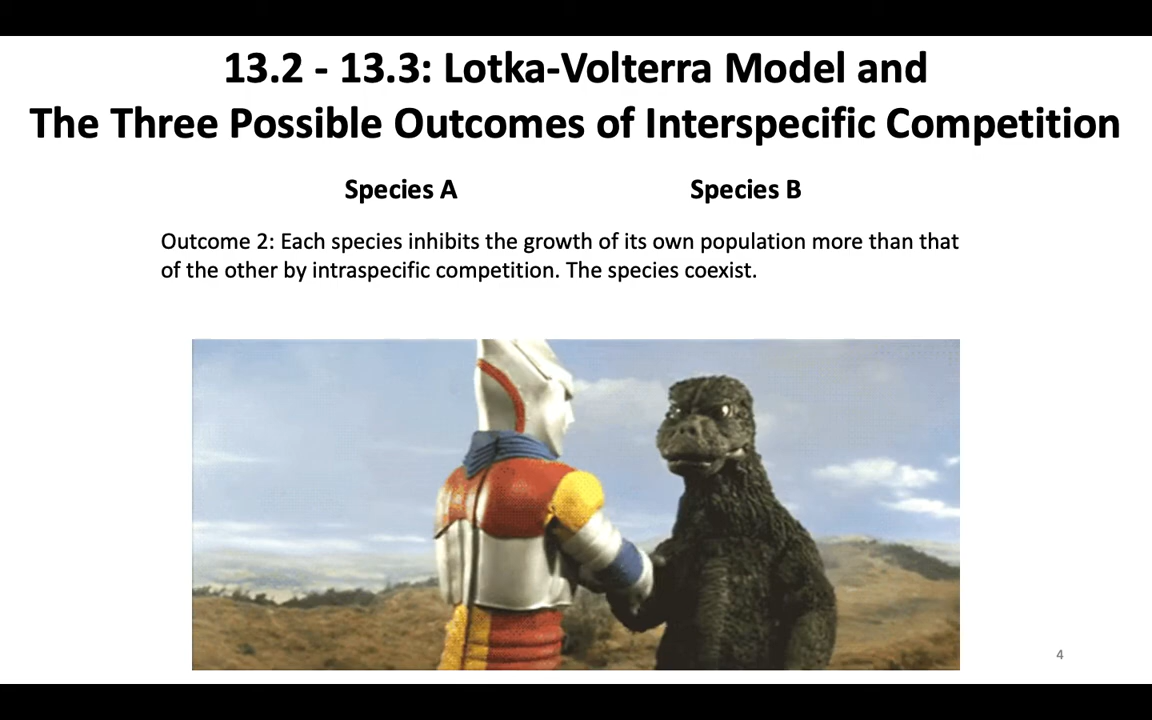 13.2 - 13.3: Lotka-Volterra Model and
The Three Possible Outcomes of Interspecific Competition
Species A Species B
Outcome 2: Each species inhibits the growth of its own population more than that
of the other by intraspecific competition. The species coexist.
4